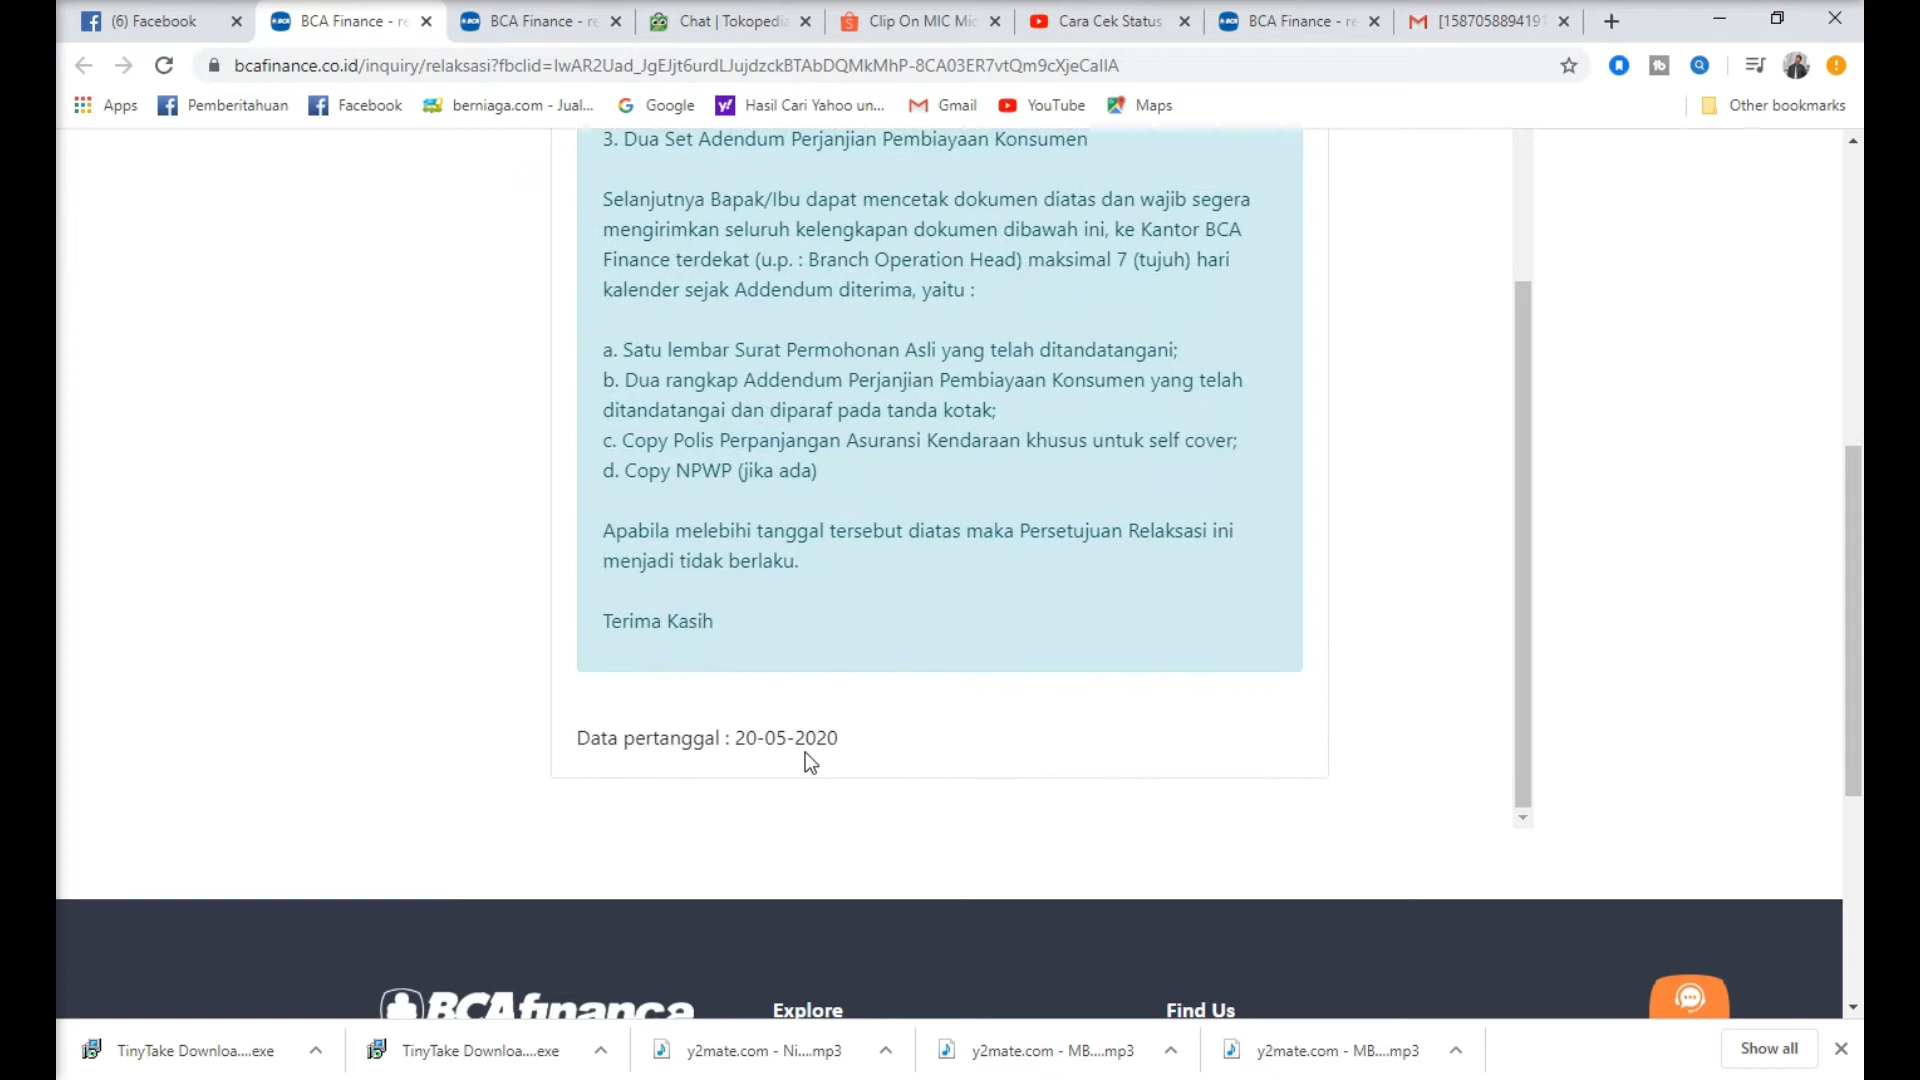 (6) Facebook
BCA Finance - re
BCA Finance - re
Chat | Tokopedia
Clip On MIC Mic
Cara Cek Status
BCA Finance - re
[1587058894191
bcafinance.co.id/inquiry/relaksasi?fbclid=IwAR2Uad_JgEJjt6urdLJujdzckBTAbDQMkMhP-8CA03ER7vtQm9cXjeCaIIA
Apps
Pemberitahuan
Facebook
berniaga.com - Jual...
Google
Hasil Cari Yahoo un...
Gmail
YouTube
Maps
Other bookmarks
3. Dua Set Adendum Perjanjian Pembiayaan Konsumen
Selanjutnya Bapak/Ibu dapat mencetak dokumen diatas dan wajib segera
mengirimkan seluruh kelengkapan dokumen dibawah ini, ke Kantor BCA
Finance terdekat (u.p. : Branch Operation Head) maksimal 7 (tujuh) hari
kalender sejak Addendum diterima, yaitu :
a. Satu lembar Surat Permohonan Asli yang telah ditandatangani;
b. Dua rangkap Addendum Perjanjian Pembiayaan Konsumen yang telah
ditandatangai dan diparaf pada tanda kotak;
c. Copy Polis Perpanjangan Asuransi Kendaraan khusus untuk self cover;
d. Copy NPWP (jika ada)
Apabila melebihi tanggal tersebut diatas maka Persetujuan Relaksasi ini
menjadi tidak berlaku.
Terima Kasih
Data pertanggal : 20-05-2020
BCAfinance
Explore
Find Us
TinyTake Downloa....exe
TinyTake Downloa....exe
y2mate.com - Ni....mp3
y2mate.com - MB....mp3
y2mate.com - MB....mp3
Show all